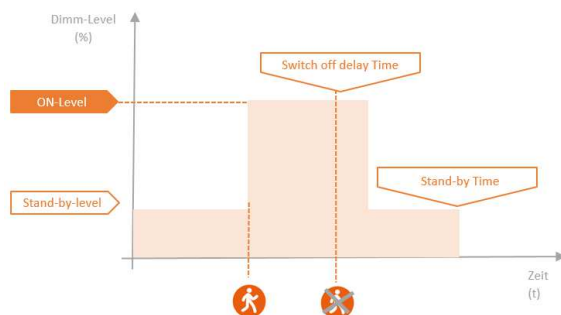 Dimm-Level
(%)
Switch off delay Time
ON-Level
Stand-by Time
Stand-by-level
Zeit
(t)